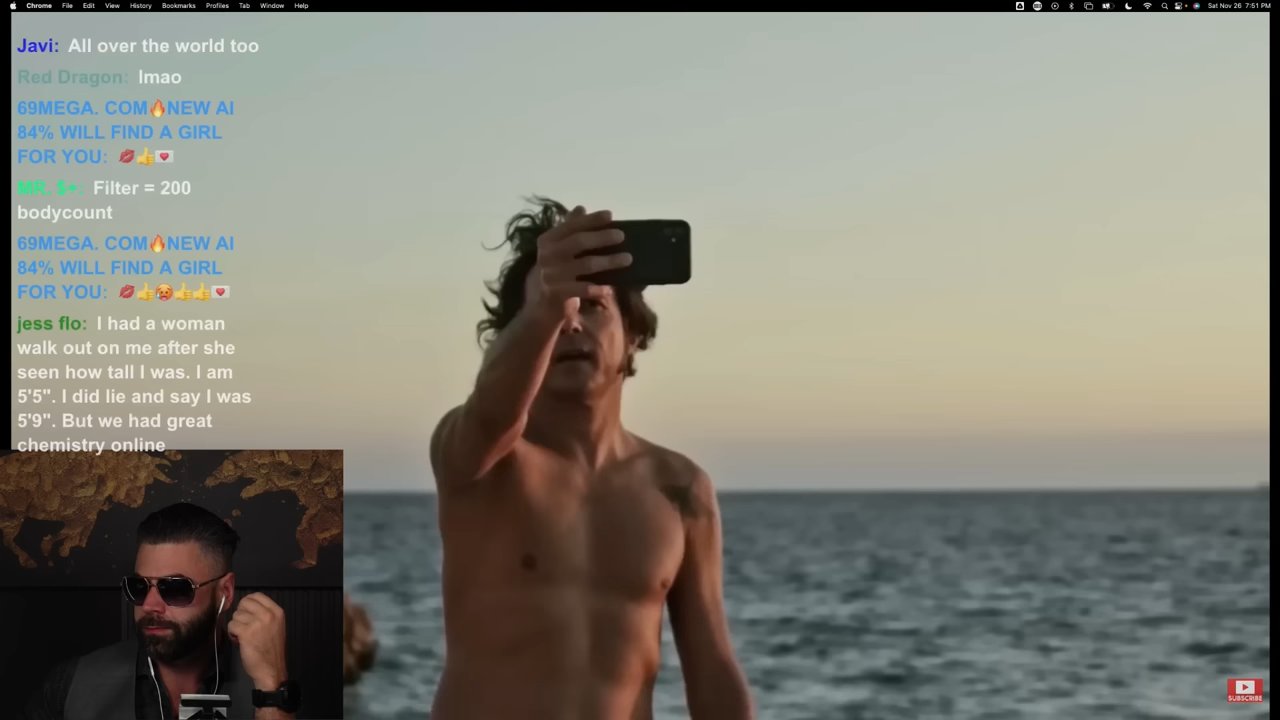 Chrome File Edit View History Bookmarks Profiles Tab Window Help
Sat Nov 26 7:51 PM
Javi: All over the world too
Red Dragon: lmao
69MEGA. COM🔥NEW AI
84% WILL FIND A GIRL
FOR YOU: 💋👍💌
MR. $+: Filter = 200
bodycount
69MEGA. COM🔥NEW AI
84% WILL FIND A GIRL
FOR YOU: 💋👍🥵👍👍💌
jess flo: I had a woman
walk out on me after she
seen how tall I was. I am
5'5". I did lie and say I was
5'9". But we had great
chemistry online
SUBSCRIBE